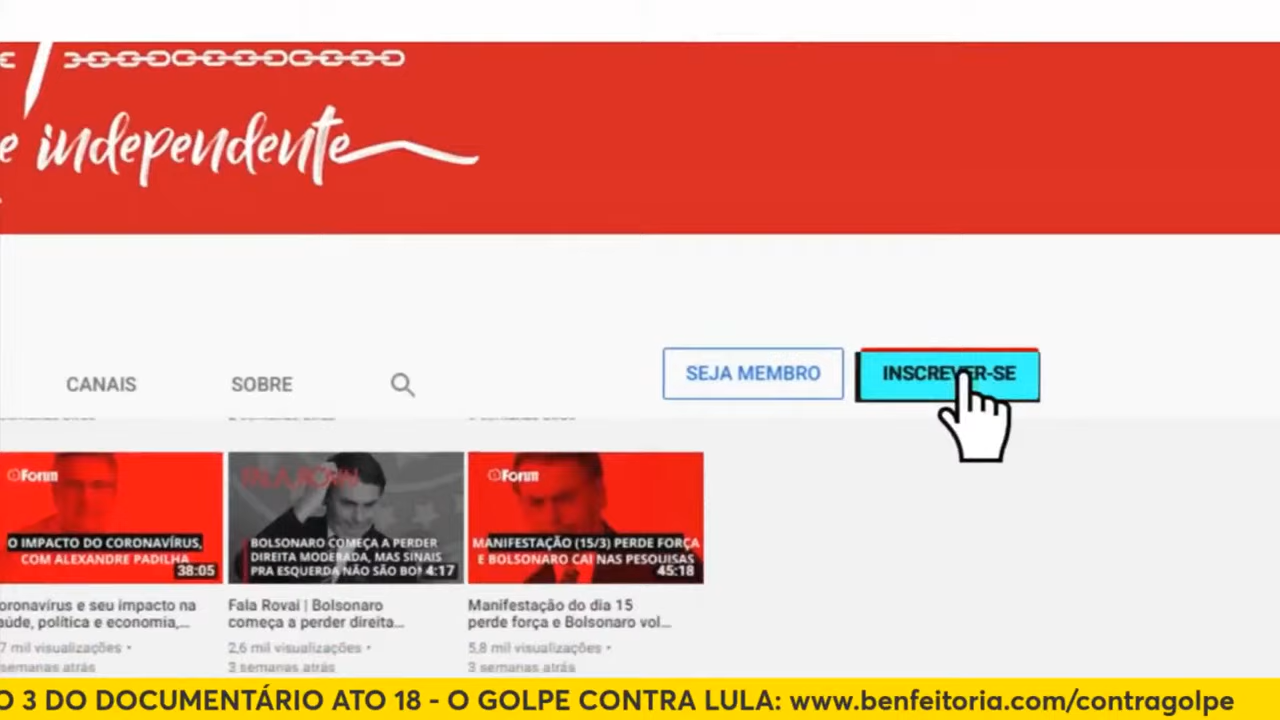 e independente
CANAIS
SOBRE
SEJA MEMBRO
INSCREVER-SE
Forum
O IMPACTO DO CORONAVÍRUS,
COM ALEXANDRE PADILHA
38:05
oronavírus e seu impacto na
aúde, política e economia,...
7 mil visualizações •
semanas atrás
FALA ROVAI
BOLSONARO COMEÇA A PERDER
DIREITA MODERADA, MAS SINAIS
PRA ESQUERDA NÃO SÃO
4:17
Fala Rovai | Bolsonaro
começa a perder direita...
2,6 mil visualizações •
3 semanas atrás
Forum
MANIFESTAÇÃO (15/3) PERDE FORÇA
E BOLSONARO CAI NAS PESQUISAS
45:18
Manifestação do dia 15
perde força e Bolsonaro vol...
5,8 mil visualizações •
3 semanas atrás
O 3 DO DOCUMENTÁRIO ATO 18 - O GOLPE CONTRA LULA: www.benfeitoria.com/contragolpe